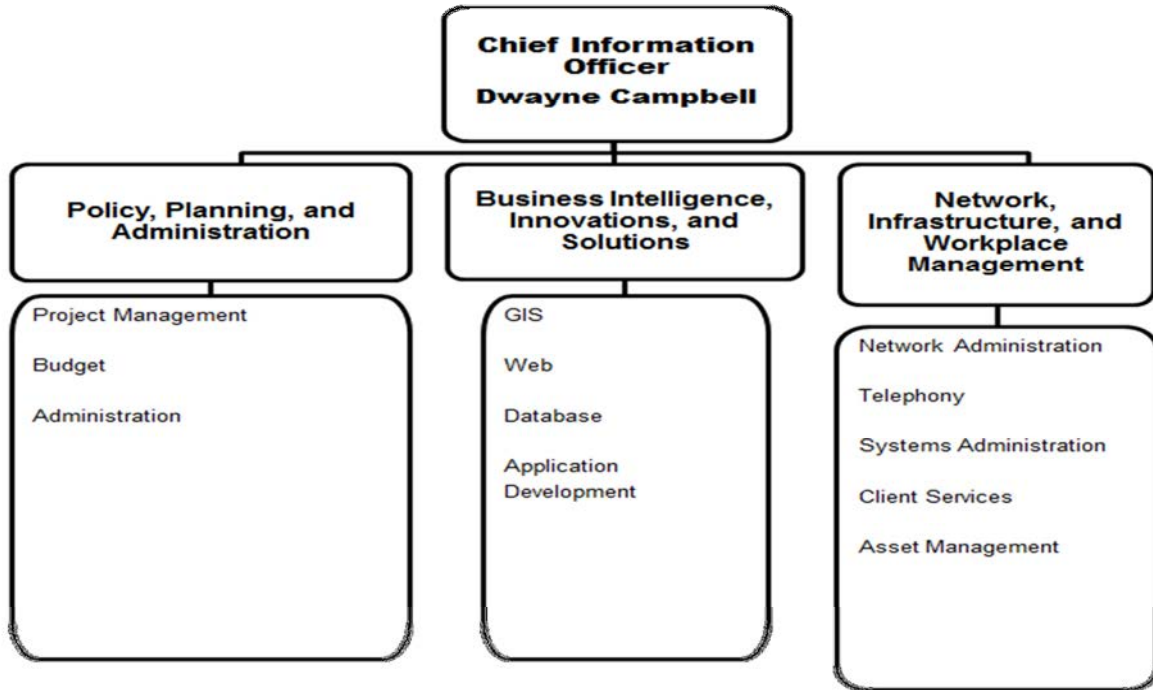 Chief Information
Officer
Dwayne Campbell
Policy, Planning, and
Administration
Business Intelligence,
Innovations, and
Solutions
Network,
Infrastructure, and
Workplace
Management
Project Management
Budget
Administration
GIS
Web
Database
Application
Development
Network Administration
Telephony
Systems Administration
Client Services
Asset Management